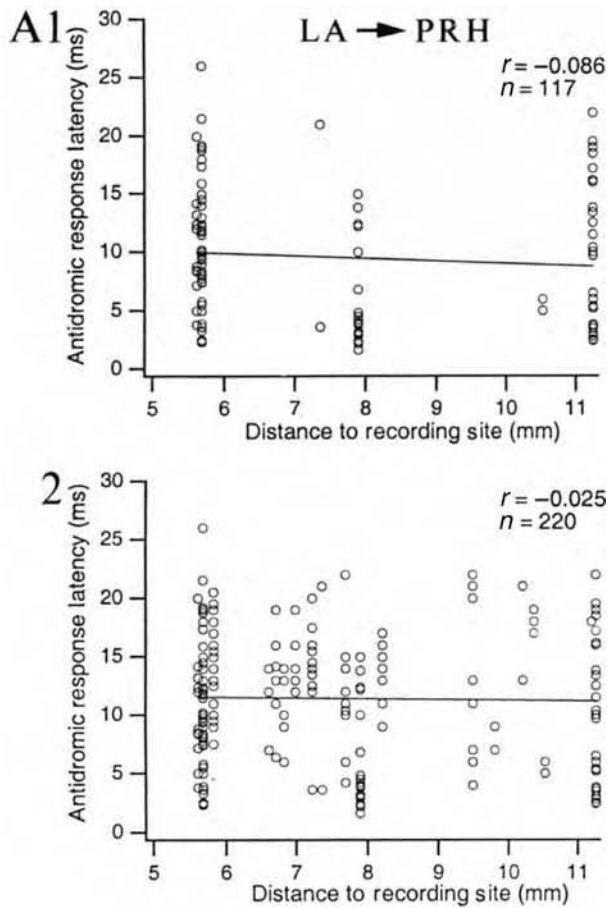 A1
LA → PRH
r = −0.086
n = 117
Antidromic response latency (ms)
30
25
20
15
10
5
0
5 6 7 8 9 10 11
Distance to recording site (mm)
2
r = −0.025
n = 220
Antidromic response latency (ms)
30
25
20
15
10
5
0
5 6 7 8 9 10 11
Distance to recording site (mm)